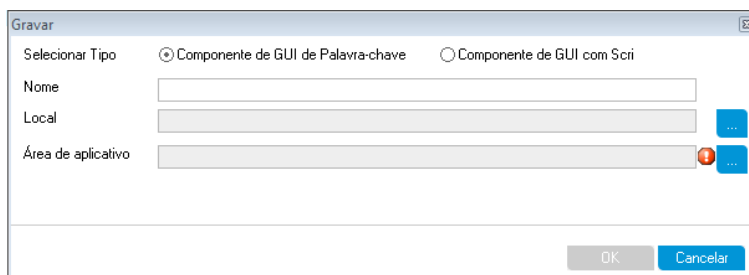 Gravar
Selecionar Tipo Componente de GUI de Palavra-chave Componente de GUI com Scri
Nome
Local ...
Área de aplicativo ! ...
OK Cancelar